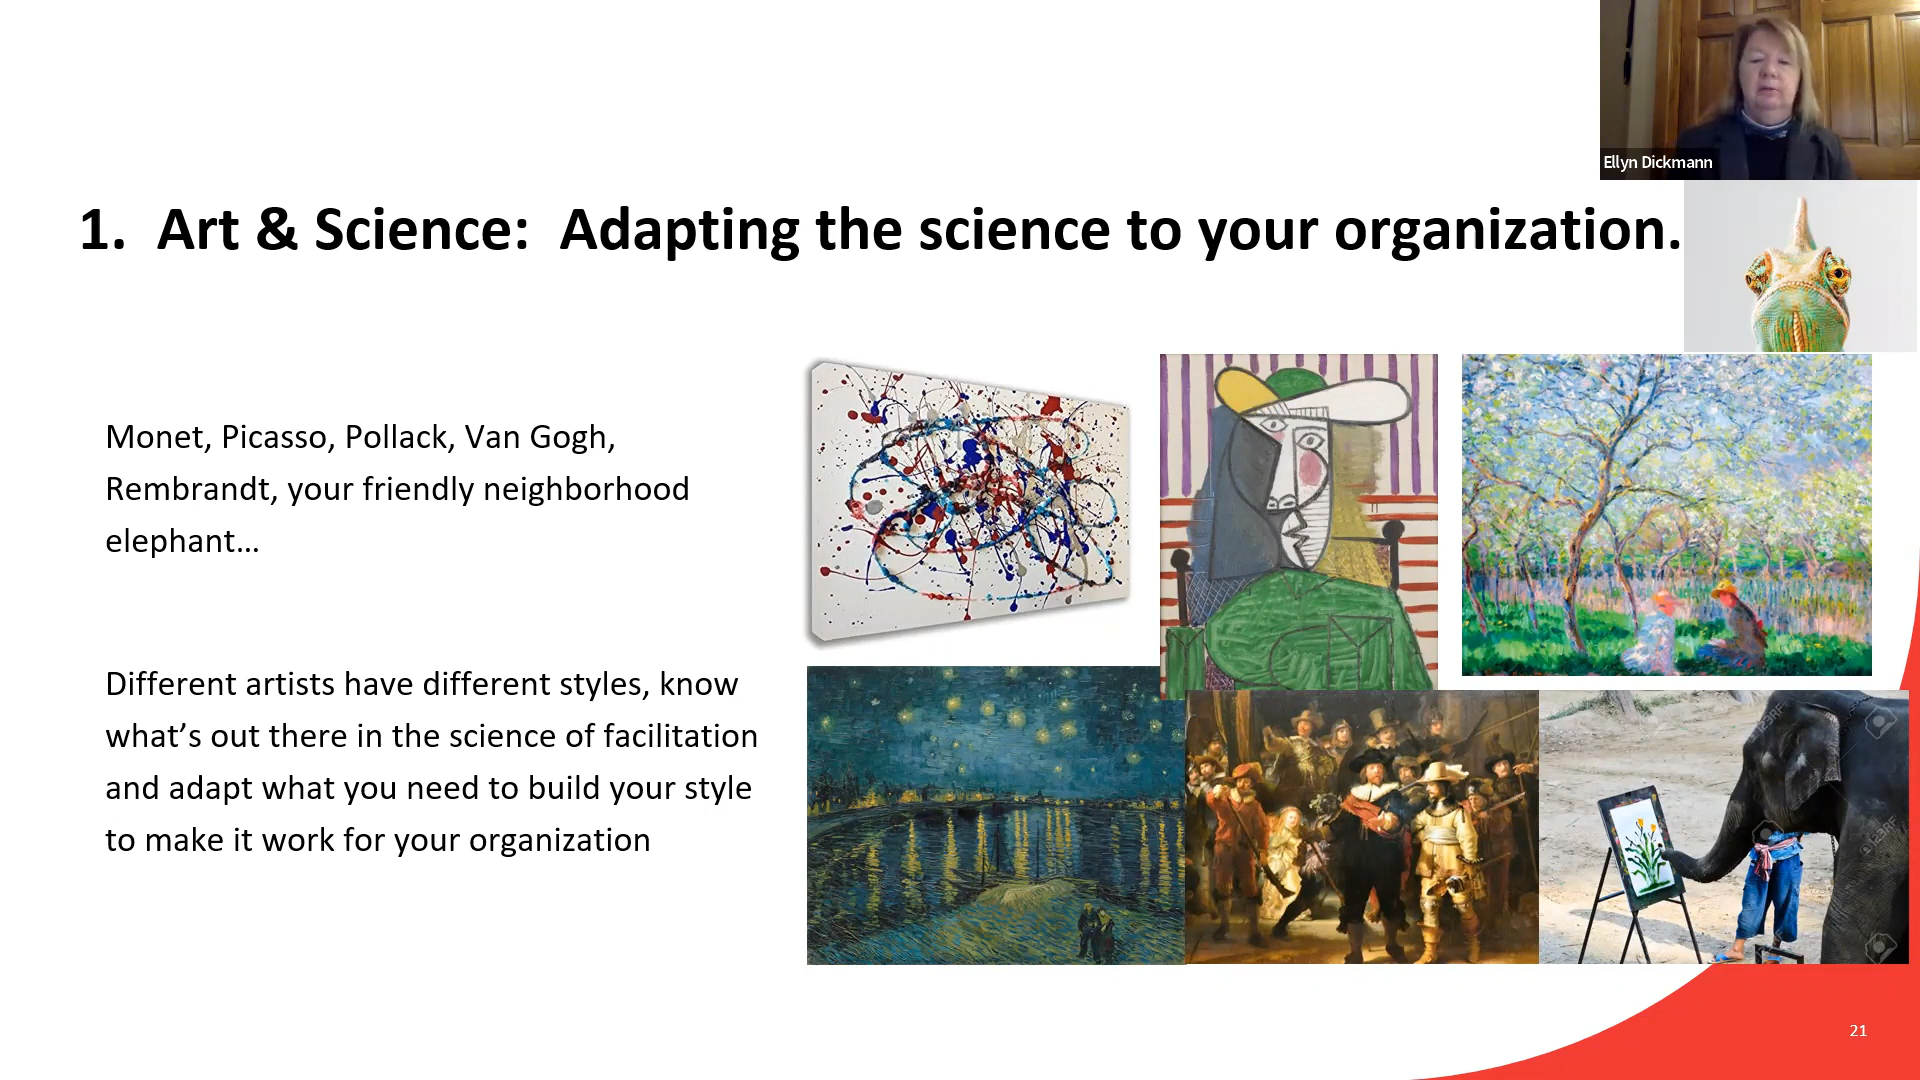 Ellyn Dickmann
1. Art & Science: Adapting the science to your organization.
Monet, Picasso, Pollack, Van Gogh,
Rembrandt, your friendly neighborhood
elephant...
Different artists have different styles, know
what’s out there in the science of facilitation
and adapt what you need to build your style
to make it work for your organization
123RF
123RF
21